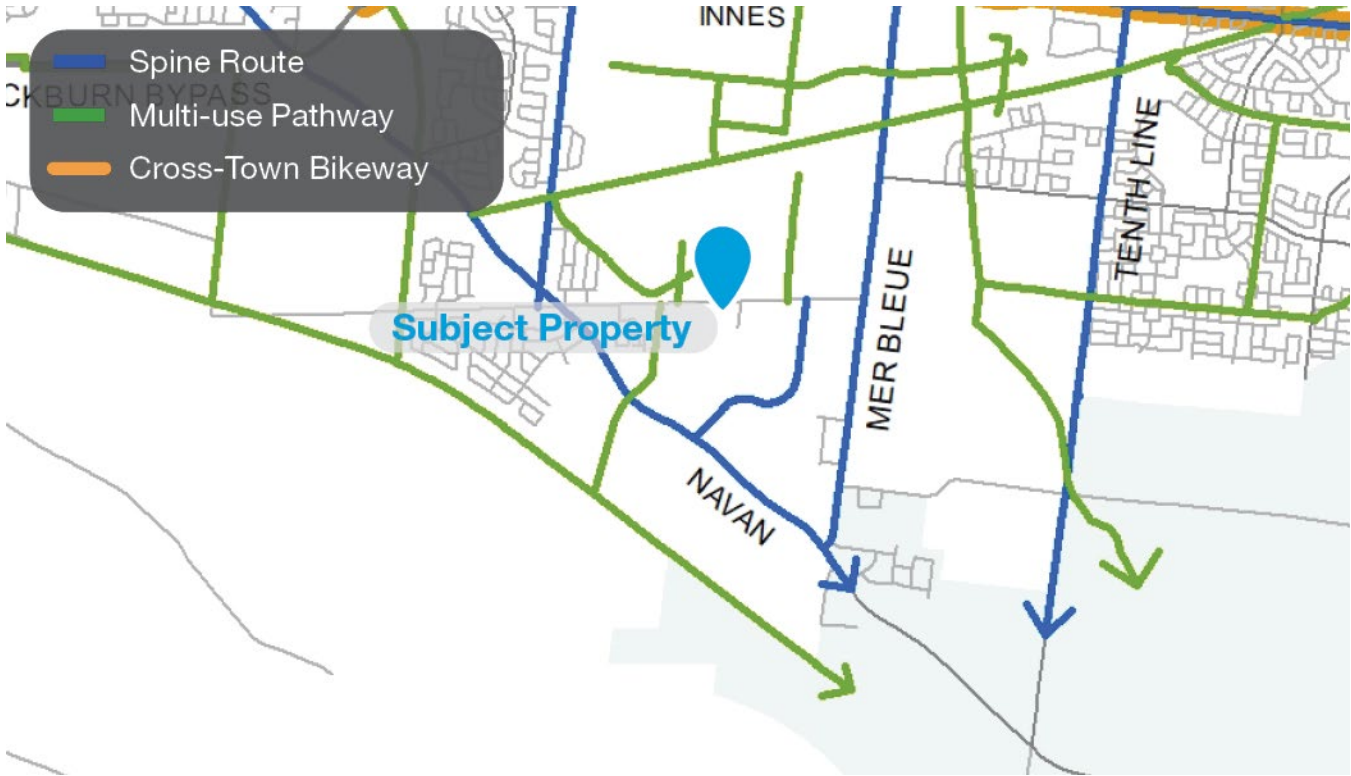 INNES
Spine Route
CKBURN BYPASS
Multi-use Pathway
Cross-Town Bikeway
TENTH LINE
MER BLEUE
Subject Property
NAVAN